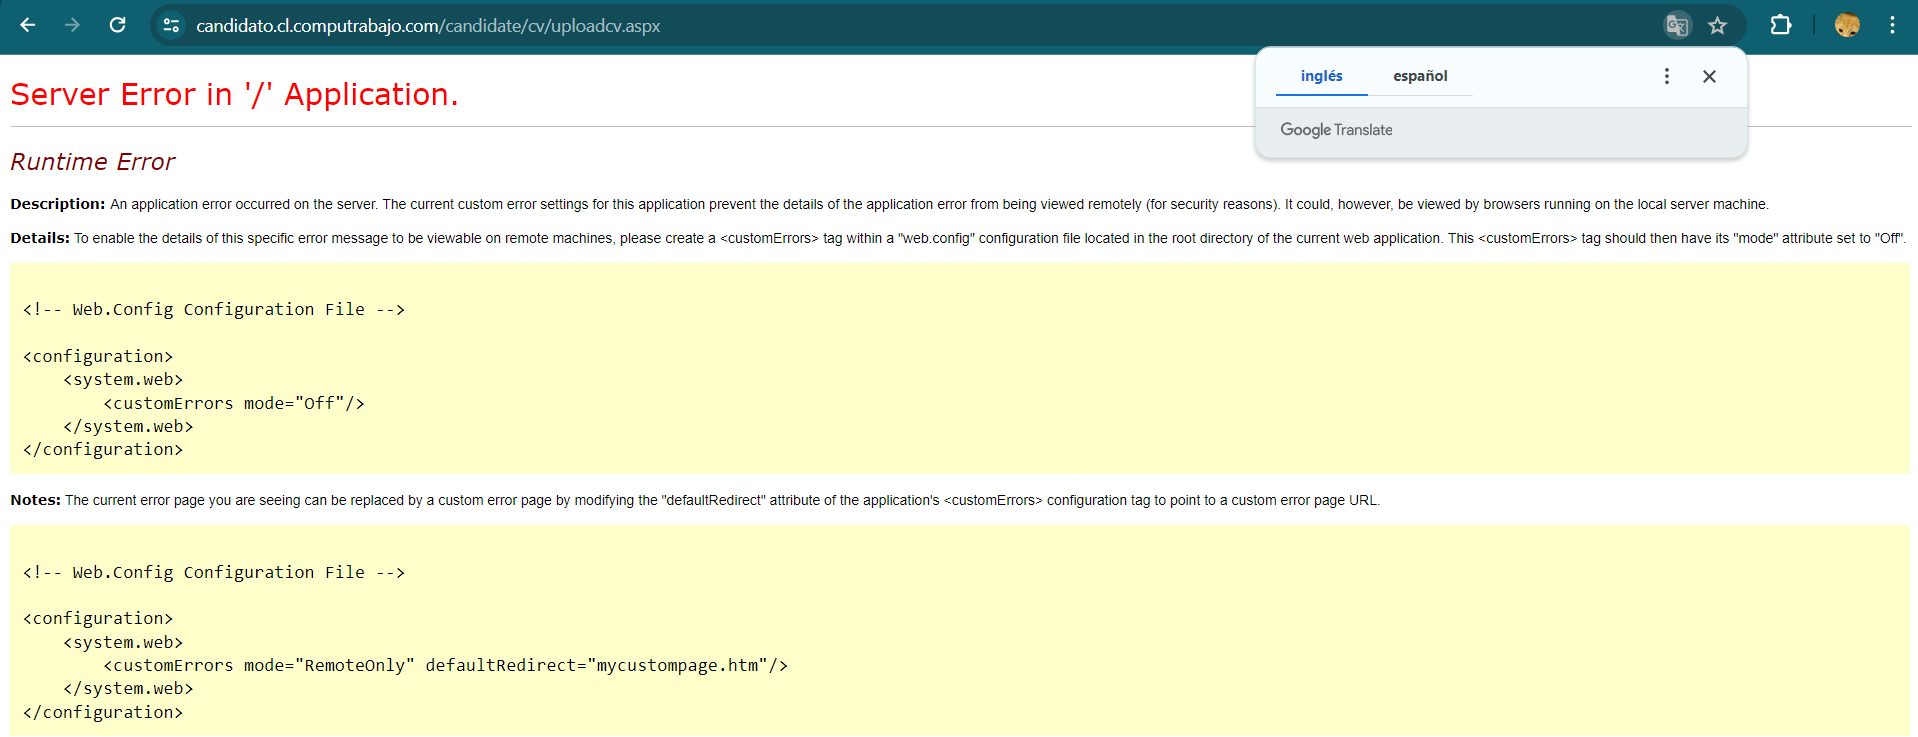 candidato.cl.computrabajo.com/candidate/cv/uploadcv.aspx
inglés español
Google Translate
Server Error in '/' Application.
Runtime Error
Description: An application error occurred on the server. The current custom error settings for this application prevent the details of the application error from being viewed remotely (for security reasons). It could, however, be viewed by browsers running on the local server machine.
Details: To enable the details of this specific error message to be viewable on remote machines, please create a <customErrors> tag within a "web.config" configuration file located in the root directory of the current web application. This <customErrors> tag should then have its "mode" attribute set to "Off".
<!-- Web.Config Configuration File -->
<configuration>
    <system.web>
        <customErrors mode="Off"/>
    </system.web>
</configuration>
Notes: The current error page you are seeing can be replaced by a custom error page by modifying the "defaultRedirect" attribute of the application's <customErrors> configuration tag to point to a custom error page URL.
<!-- Web.Config Configuration File -->
<configuration>
    <system.web>
        <customErrors mode="RemoteOnly" defaultRedirect="mycustompage.htm"/>
    </system.web>
</configuration>